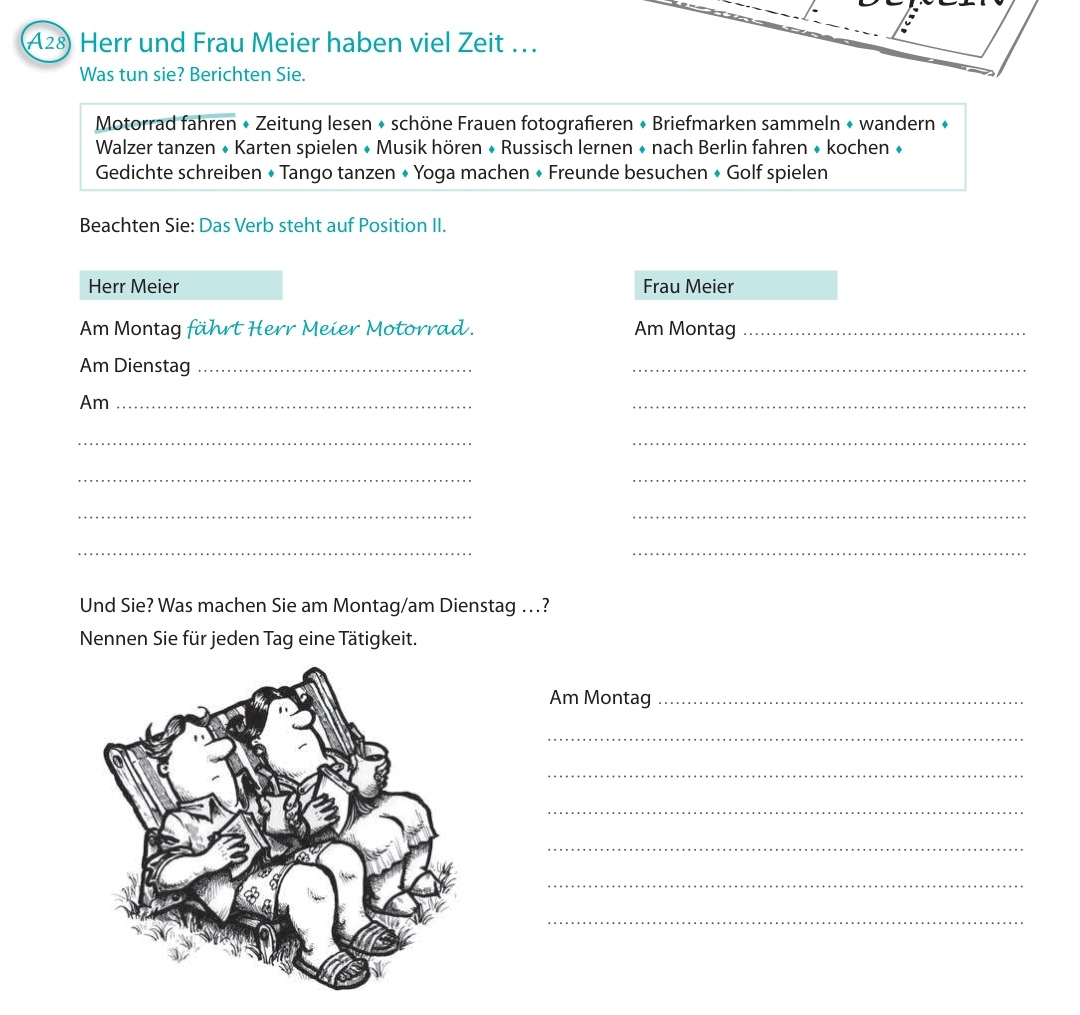 BERLIN
A28 Herr und Frau Meier haben viel Zeit …
Was tun sie? Berichten Sie.
Motorrad fahren ♦ Zeitung lesen ♦ schöne Frauen fotografieren ♦ Briefmarken sammeln ♦ wandern ♦
Walzer tanzen ♦ Karten spielen ♦ Musik hören ♦ Russisch lernen ♦ nach Berlin fahren ♦ kochen ♦
Gedichte schreiben ♦ Tango tanzen ♦ Yoga machen ♦ Freunde besuchen ♦ Golf spielen
Beachten Sie: Das Verb steht auf Position II.
Herr Meier
Am Montag fährt Herr Meier Motorrad.
Am Dienstag
Am
Frau Meier
Am Montag
Und Sie? Was machen Sie am Montag/am Dienstag …?
Nennen Sie für jeden Tag eine Tätigkeit.
Am Montag